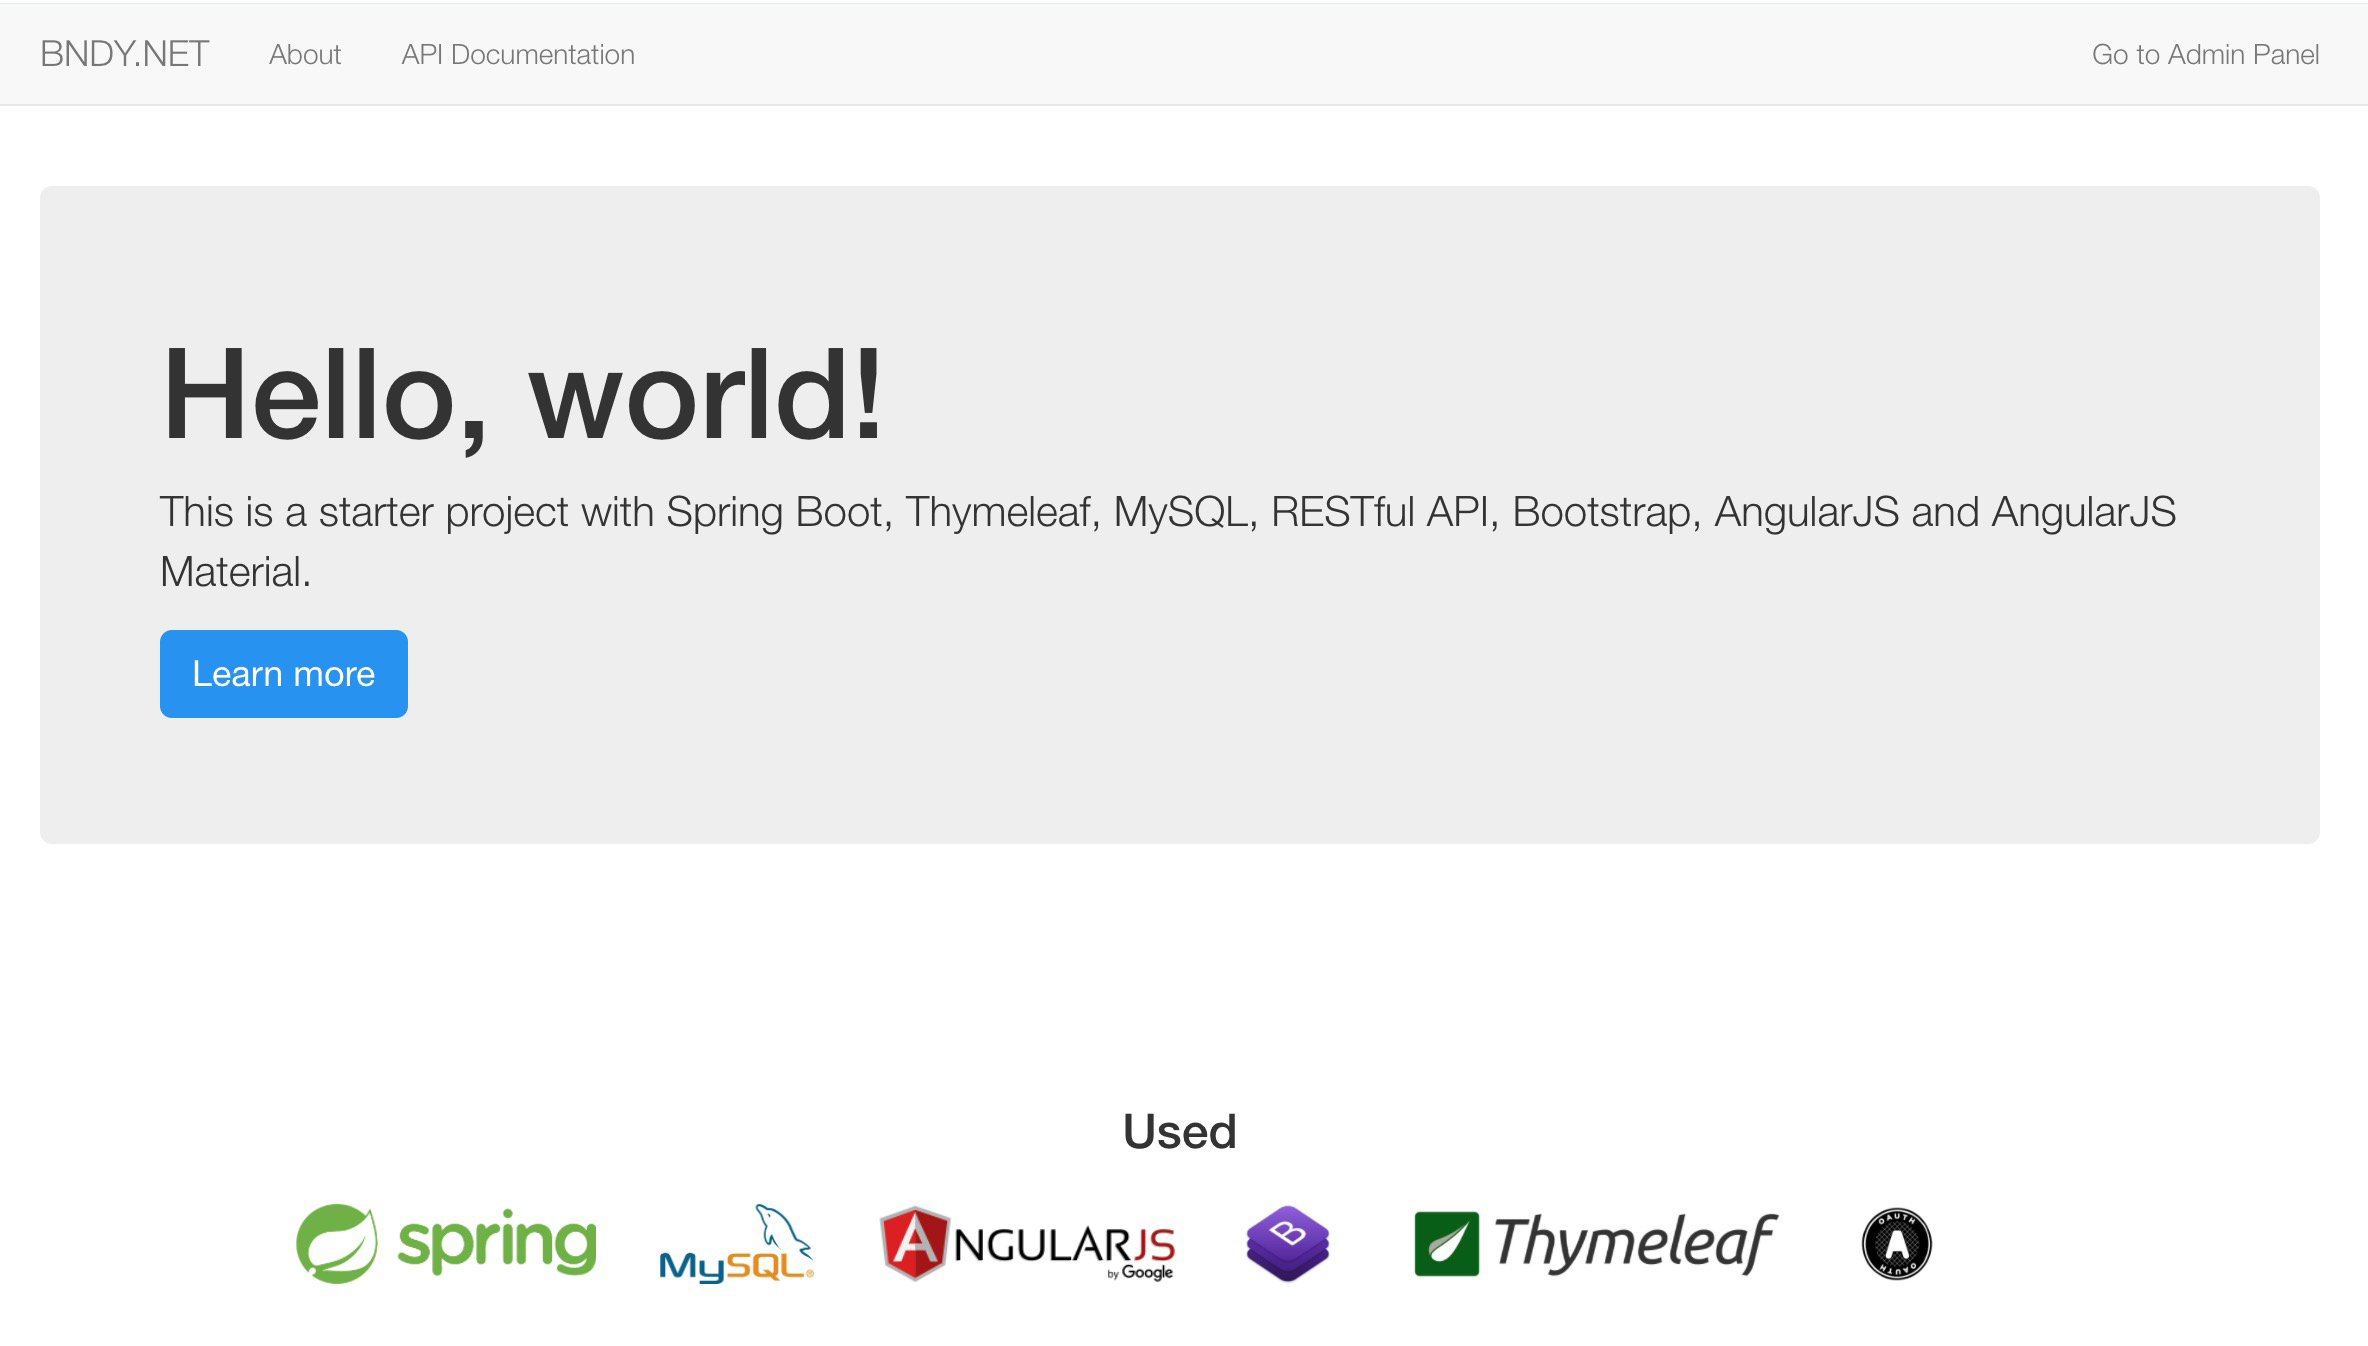 BNDY.NET About API Documentation Go to Admin Panel
Hello, world!
This is a starter project with Spring Boot, Thymeleaf, MySQL, RESTful API, Bootstrap, AngularJS and AngularJS
Material.
Learn more
Used
spring MySQL® ANGULARJS B Thymeleaf OAUTH A OAUTH
by Google